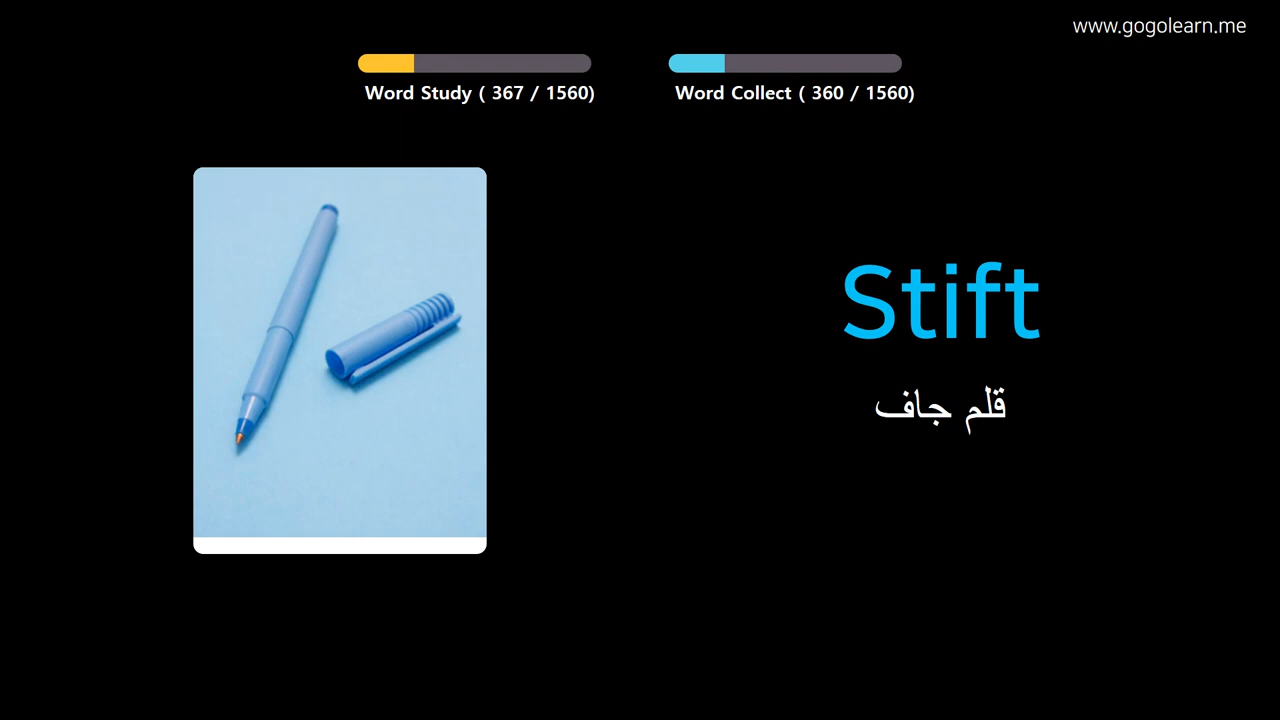 www.gogolearn.me
Word Study ( 367 / 1560)
Word Collect ( 360 / 1560)
Stift
قلم جاف